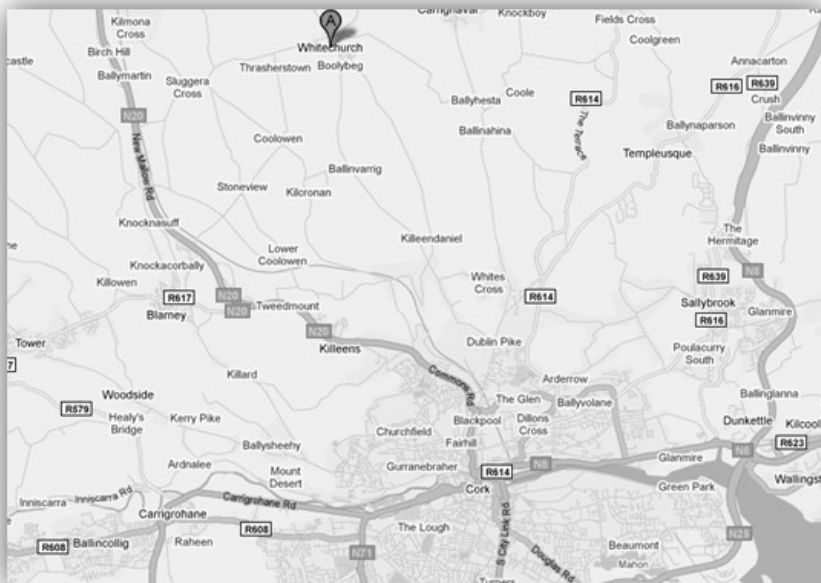 Carrignavar
Knockboy
Fields Cross
Kilmona
Cross
A
Whitechurch
Coolgreen
Birch Hill
Boolybeg
Thrasherstown
Annacarton
castle
Ballymartin
Sluggera
Cross
R616
R639
Coole
Crush
Ballyhesta
R614
N20
Ballinvinny
South
The Terrace
Ballynaparson
Ballinahina
New Mallow Rd
Coolowen
Ballinvinny
Templeusque
Ballinvarrig
Stoneview
Kilcronan
Knocknasuff
The
Hermitage
Killeendaniel
ne
Lower
Coolowen
Knockacorbally
N8
Killowen
Whites
Cross
R639
R617
N20
R614
Sallybrook
Tweedmount
N20
Blarney
R616
Glanmire
N20
Tower
Killeens
Dublin Pike
Poulacurry
South
7
Killard
Commons Rd
Arderrow
Woodside
Ballinglanna
The Glen
Ballyvolane
R579
Kerry Pike
Healy's
Bridge
Blackpool
Dillons
Cross
Dunkettle
Kilcool
Churchfield
Fairhill
R623
Ballysheehy
N8
Glanmire
Ardnalee
Mount
Desert
Gurranebraher
R614
N8
Wallingst
Inniscarra
Inniscarra Rd
Cork
Green Park
Carrigrohane Rd
Carrigrohane
The Lough
R608
S City Link Rd
N25
R608
Ballincollig
Raheen
N71
Douglas Rd
Beaumont
Mahon
Turners